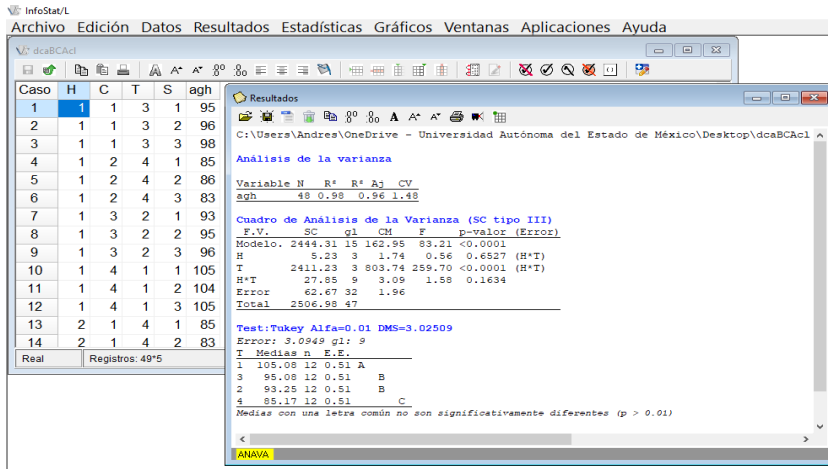 InfoStat/L
Archivo Edición Datos Resultados Estadísticas Gráficos Ventanas Aplicaciones Ayuda
dcaBCAcl
Caso H C T S agh
1 1 1 3 1 95
2 1 1 3 2 96
3 1 1 3 3 98
4 1 2 4 1 85
5 1 2 4 2 86
6 1 2 4 3 83
7 1 3 2 1 93
8 1 3 2 2 95
9 1 3 2 3 96
10 1 4 1 1 105
11 1 4 1 2 104
12 1 4 1 3 105
13 2 1 4 1 85
14 2 1 4 2 83
Real Registros: 49*5
Resultados
C:\Users\Andres\OneDrive - Universidad Autónoma del Estado de México\Desktop\dcaBCAcl
Análisis de la varianza
Variable N R² R² Aj CV
agh 48 0.98 0.96 1.48
Cuadro de Análisis de la Varianza (SC tipo III)
F.V. SC gl CM F p-valor (Error)
Modelo. 2444.31 15 162.95 83.21 <0.0001
H 5.23 3 1.74 0.56 0.6527 (H*T)
T 2411.23 3 803.74 259.70 <0.0001 (H*T)
H*T 27.85 9 3.09 1.58 0.1634
Error 62.67 32 1.96
Total 2506.98 47
Test:Tukey Alfa=0.01 DMS=3.02509
Error: 3.0949 gl: 9
T Medias n E.E.
1 105.08 12 0.51 A
3 95.08 12 0.51 B
2 93.25 12 0.51 B
4 85.17 12 0.51 C
Medias con una letra común no son significativamente diferentes (p > 0.01)
ANAVA